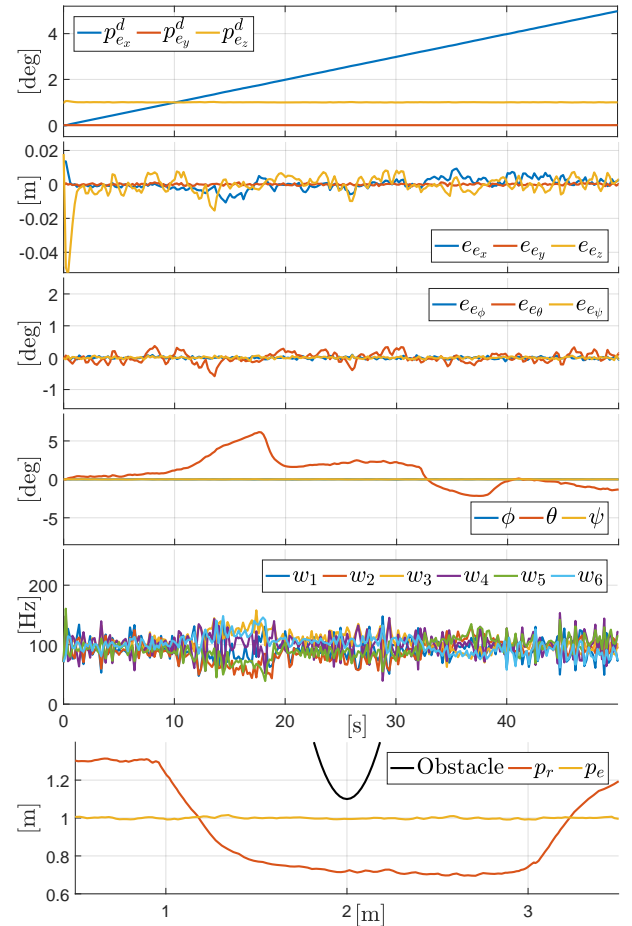 p^d_{e_x} p^d_{e_y} p^d_{e_z}
[deg]
4
2
0
0.02
0
-0.02
-0.04
[m]
e_{e_x} e_{e_y} e_{e_z}
2
1
0
-1
[deg]
e_{e_ϕ} e_{e_θ} e_{e_ψ}
5
0
-5
[deg]
ϕ θ ψ
200
100
0
[Hz]
w_1 w_2 w_3 w_4 w_5 w_6
0 10 20 30 40
[s]
Obstacle p_r p_e
1.2
1
0.8
0.6
[m]
1 2 3
[m]